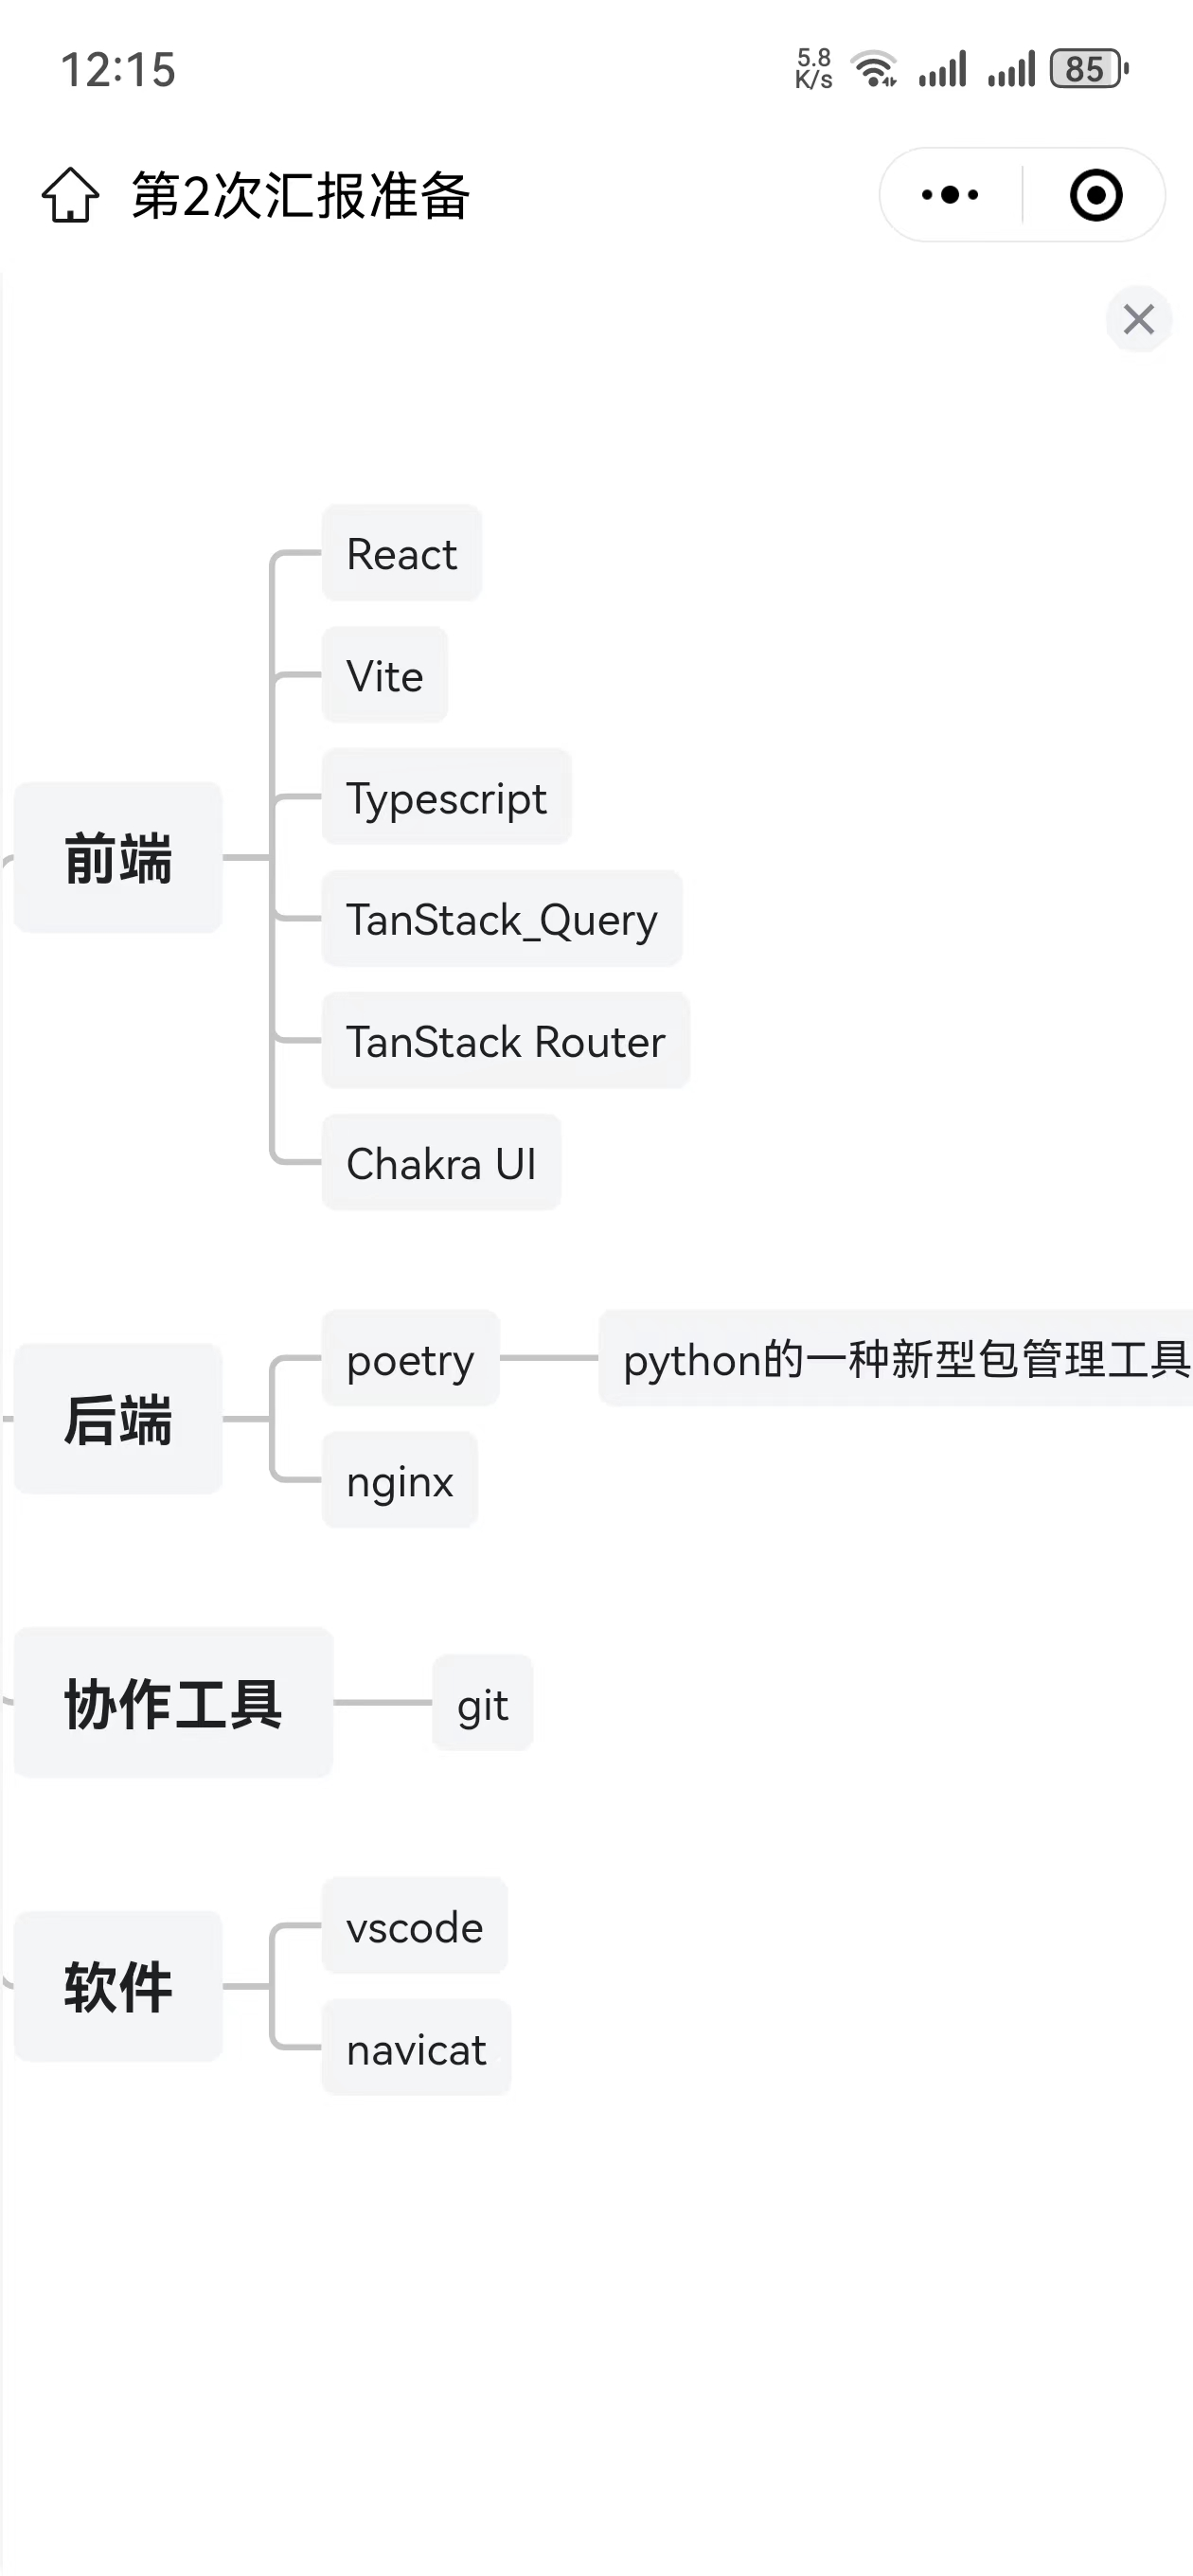 12:15
5.8
K/s
85
第2次汇报准备
React
Vite
Typescript
前端
TanStack_Query
TanStack Router
Chakra UI
poetry
python的一种新型包管理工具
后端
nginx
协作工具
git
vscode
软件
navicat